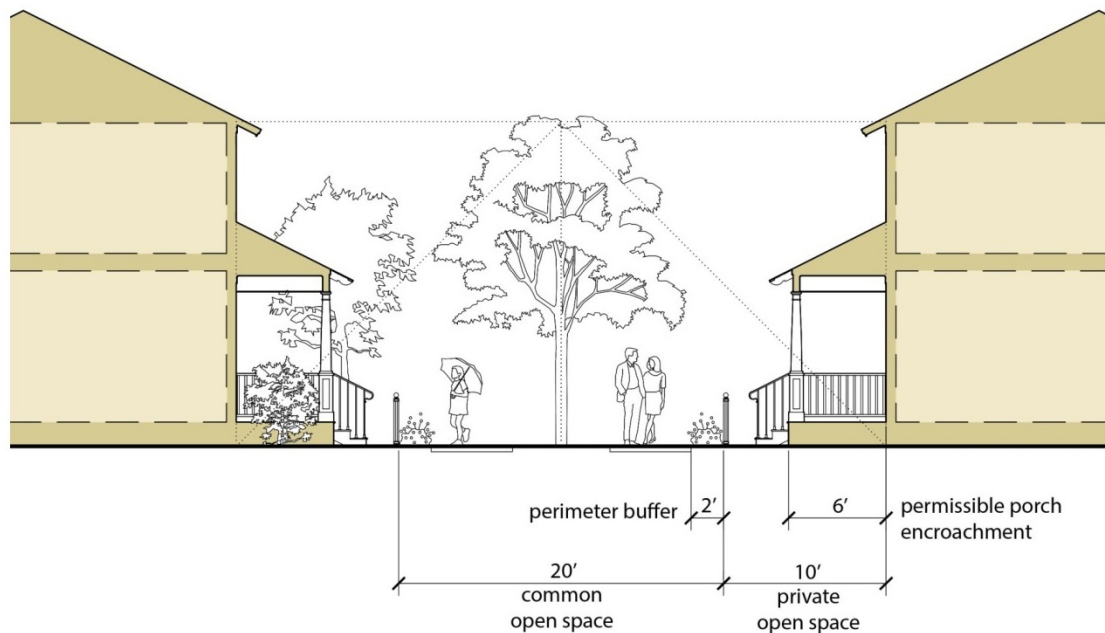 perimeter buffer 2′ 6′ permissible porch
encroachment
20′ 10′
common private
open space open space